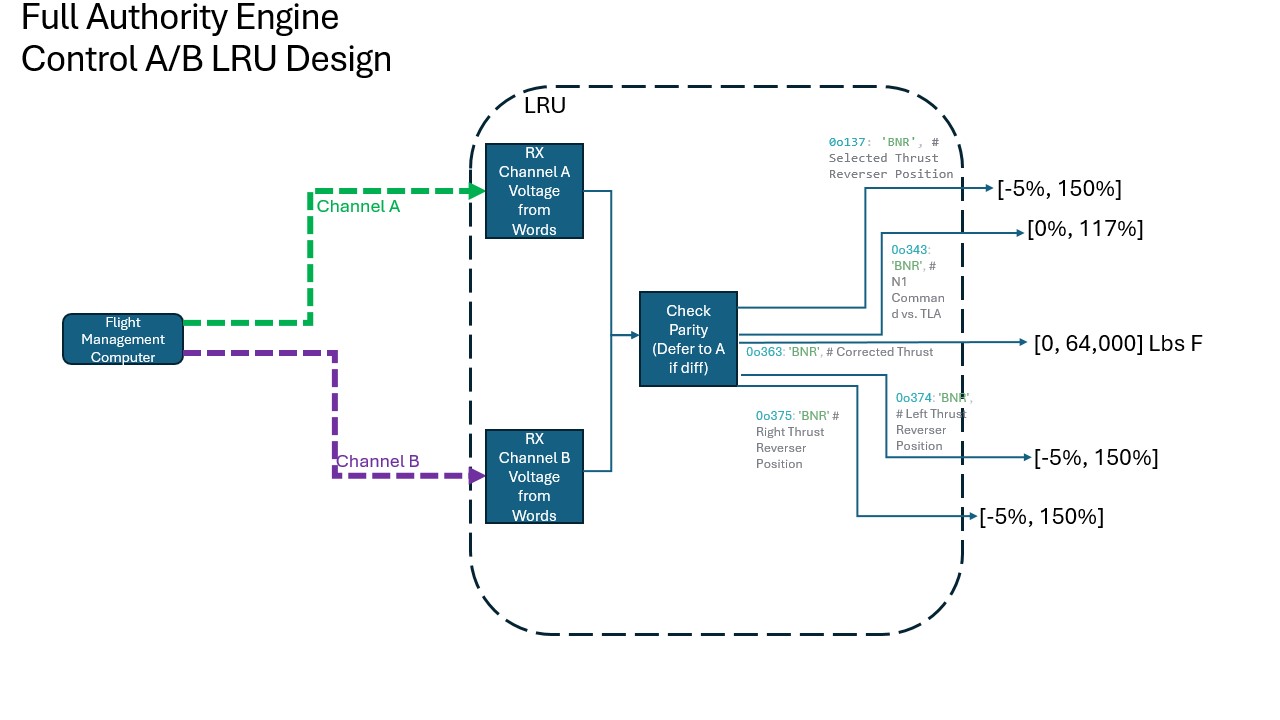 Full Authority Engine
Control A/B LRU Design
LRU
RX
Channel A
Voltage
from
Words
Channel A
Flight
Management
Computer
Channel B
RX
Channel B
Voltage
from
Words
Check
Parity
(Defer to A
if diff)
0o137: 'BNR', #
Selected Thrust
Reverser Position
[-5%, 150%]
[0%, 117%]
0o343:
'BNR', #
N1
Comman
d vs. TLA
[0, 64,000] Lbs F
0o363: 'BNR', # Corrected Thrust
0o374: 'BNR',
# Left Thrust
Reverser
Position
[-5%, 150%]
0o375: 'BNR' #
Right Thrust
Reverser
Position
[-5%, 150%]